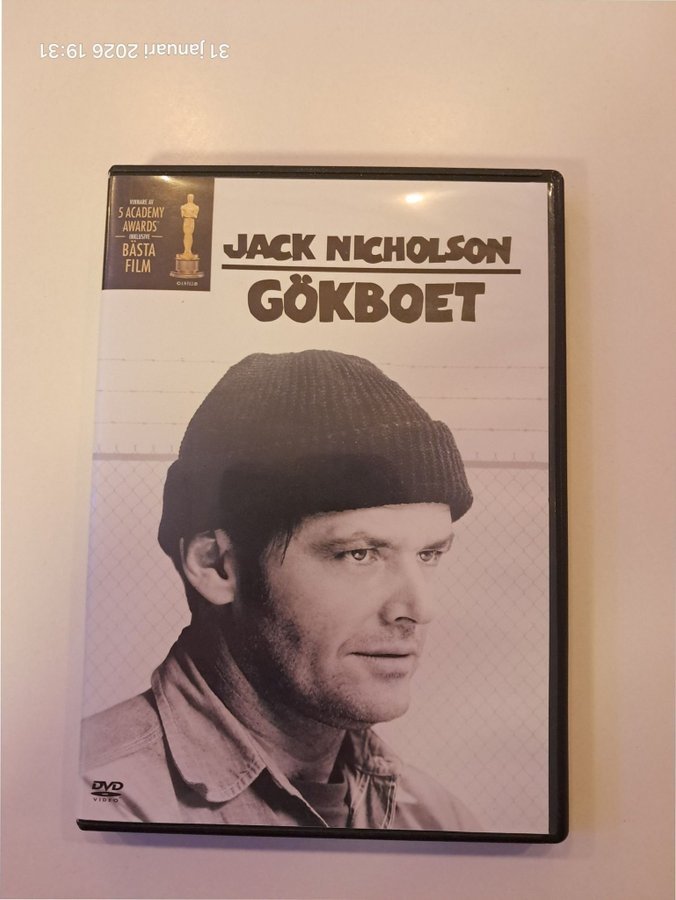 31 januari 2026 19:31
VINNARE AV
5 ACADEMY
AWARDS
INKLUSIVE
BÄSTA
FILM
JACK NICHOLSON
GÖKBOET
DVD
VIDEO